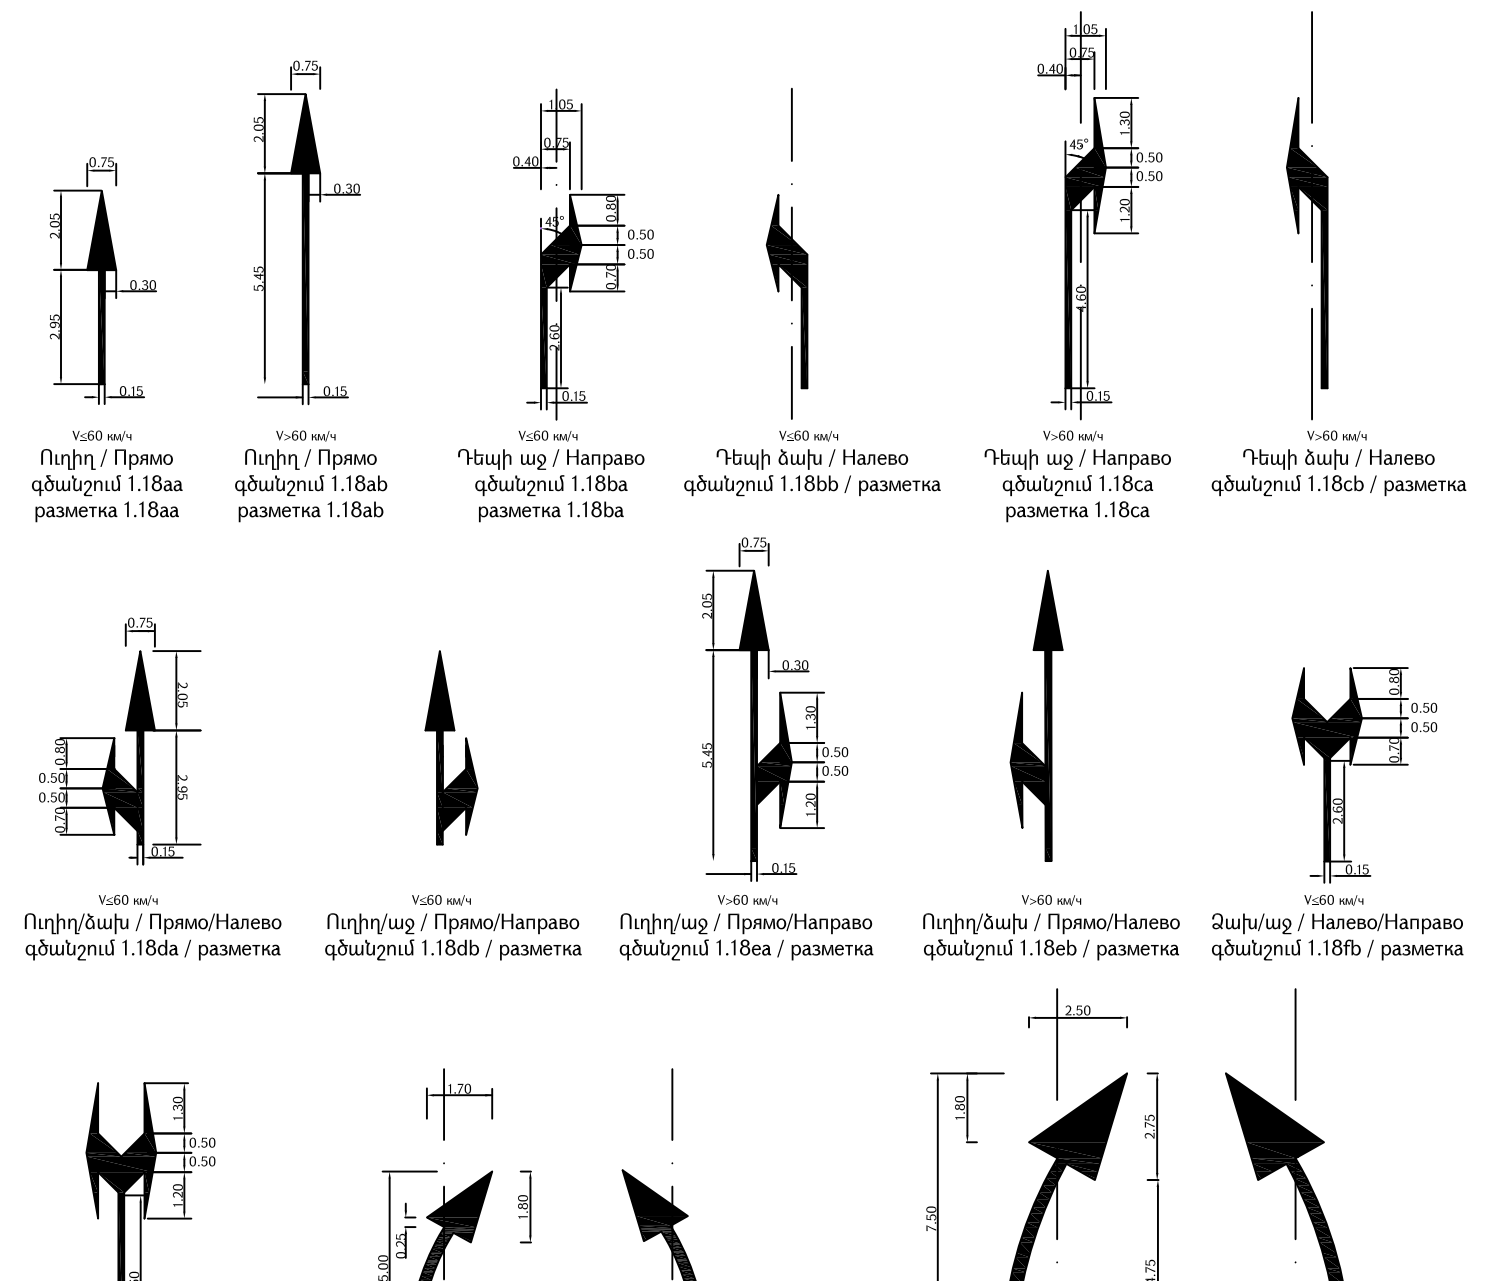 0.75
2.05
0.30
2.95
0.15
V≤60 км/ч
Ուղիղ / Прямо
գծանշում 1.18aa
разметка 1.18aa
0.75
2.05
0.30
5.45
0.15
V>60 км/ч
Ուղիղ / Прямо
գծանշում 1.18ab
разметка 1.18ab
1.05
0.75
0.40
45°
0.80
0.50
0.50
0.70
2.60
0.15
V≤60 км/ч
Դեպի աջ / Направо
գծանշում 1.18ba
разметка 1.18ba
V≤60 км/ч
Դեպի ձախ / Налево
գծանշում 1.18bb / разметка
1.05
0.75
0.40
45°
1.30
0.50
0.50
1.20
4.60
0.15
V>60 км/ч
Դեպի աջ / Направо
գծանշում 1.18ca
разметка 1.18ca
V>60 км/ч
Դեպի ձախ / Налево
գծանշում 1.18cb / разметка
0.75
2.05
0.80
0.50
0.50
0.70
2.95
0.15
V≤60 км/ч
Ուղիղ/ձախ / Прямо/Налево
գծանշում 1.18da / разметка
V≤60 км/ч
Ուղիղ/աջ / Прямо/Направо
գծանշում 1.18db / разметка
0.75
2.05
0.30
5.45
1.30
0.50
0.50
1.20
0.15
V>60 км/ч
Ուղիղ/աջ / Прямо/Направо
գծանշում 1.18ea / разметка
V>60 км/ч
Ուղիղ/ձախ / Прямо/Налево
գծանշում 1.18eb / разметка
0.80
0.50
0.50
0.70
2.60
0.15
V≤60 км/ч
Ձախ/աջ / Налево/Направо
գծանշում 1.18fb / разметка
1.30
0.50
0.50
1.20
1.70
1.80
0.25
5.00
2.50
1.80
2.75
7.50